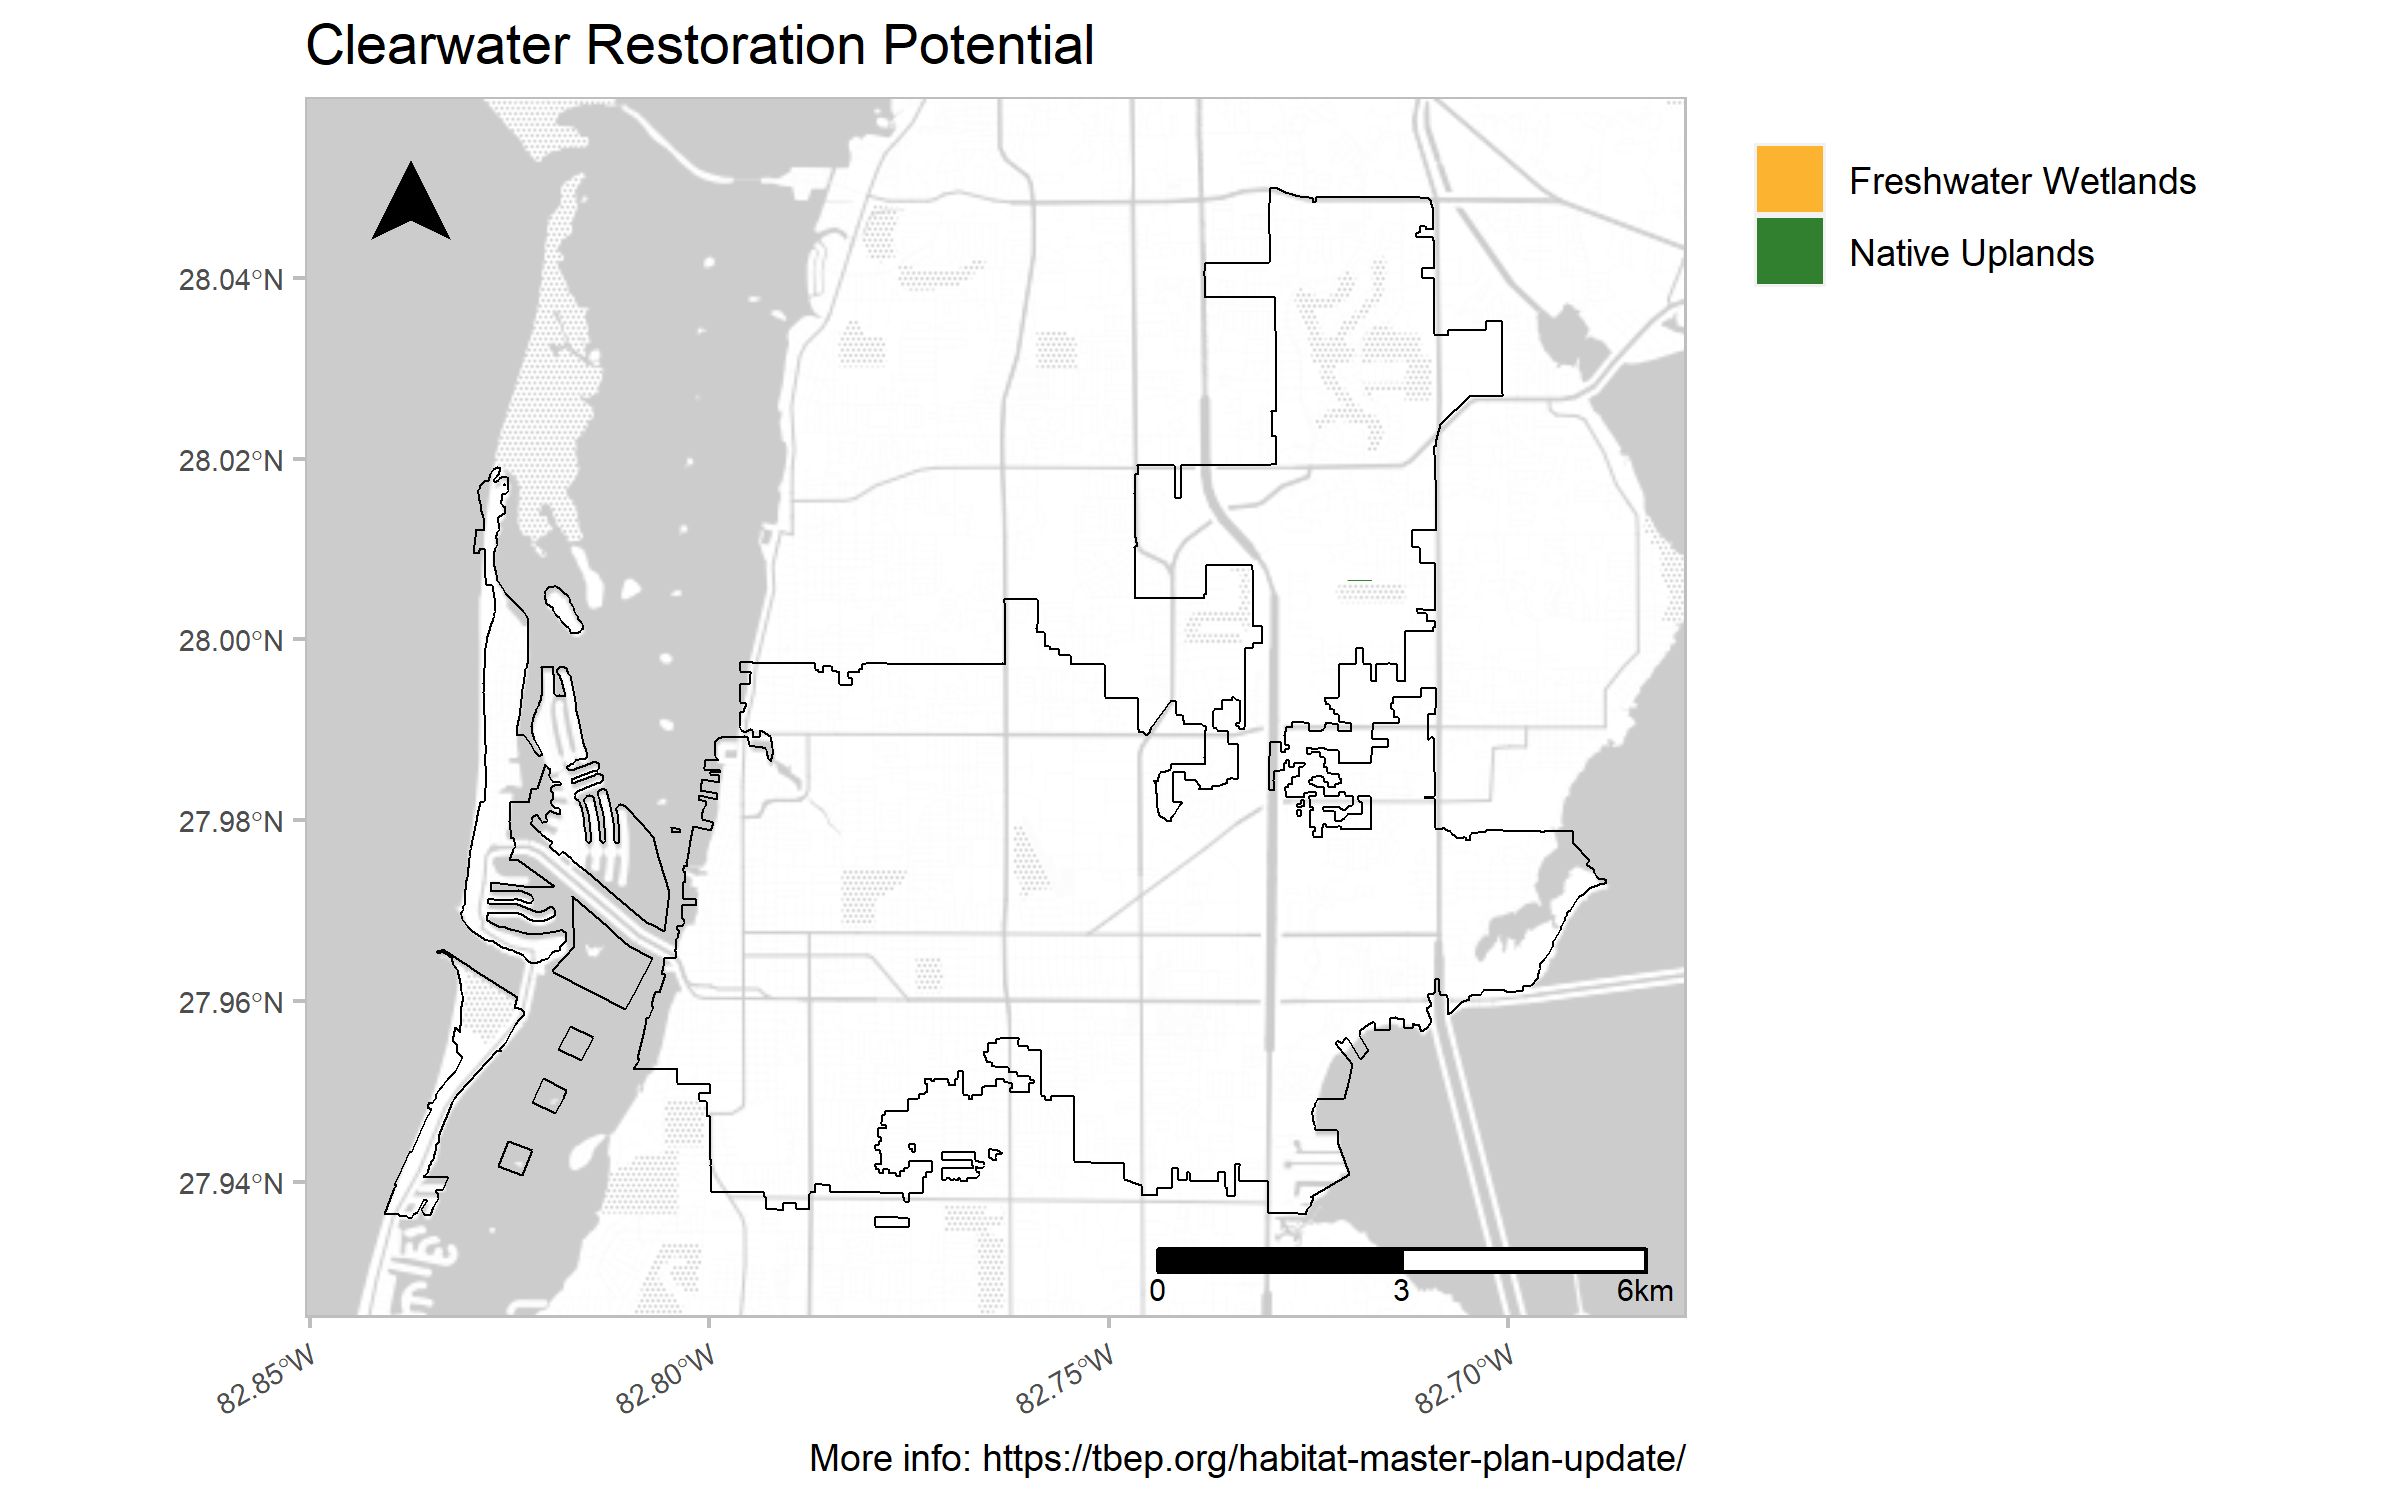 Clearwater Restoration Potential
Freshwater Wetlands
Native Uplands
28.04°N
28.02°N
28.00°N
27.98°N
27.96°N
27.94°N
0 3 6km
82.85°W 82.80°W 82.75°W 82.70°W
More info: https://tbep.org/habitat-master-plan-update/